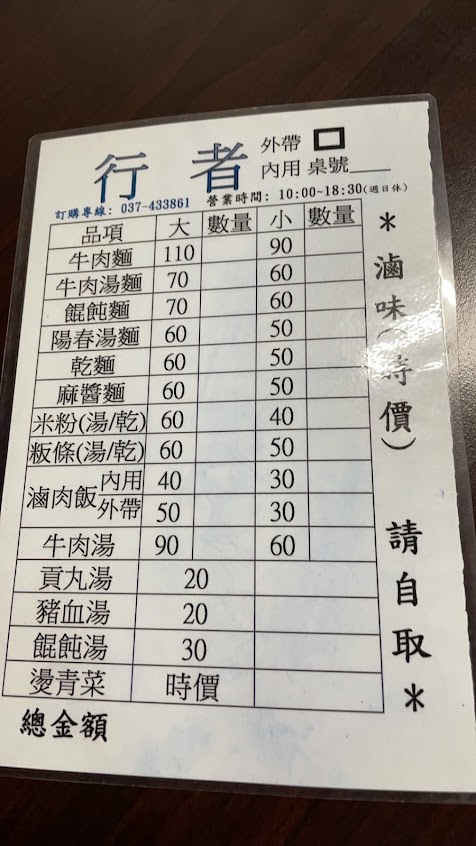 行者
外帶 □
內用 桌號___
訂購專線: 037-433861 營業時間: 10:00~18:30(週日休)
品項 大 數量 小 數量
牛肉麵 110 90
牛肉湯麵 70 60
餛飩麵 70 60
陽春湯麵 60 50
乾麵 60 50
麻醬麵 60 50
米粉(湯/乾) 60 40
粄條(湯/乾) 60 50
滷肉飯 內用 40 30
外帶 50 30
牛肉湯 90 60
貢丸湯 20
豬血湯 20
餛飩湯 30
燙青菜 時價
總金額
*滷味(時價) 請自取*